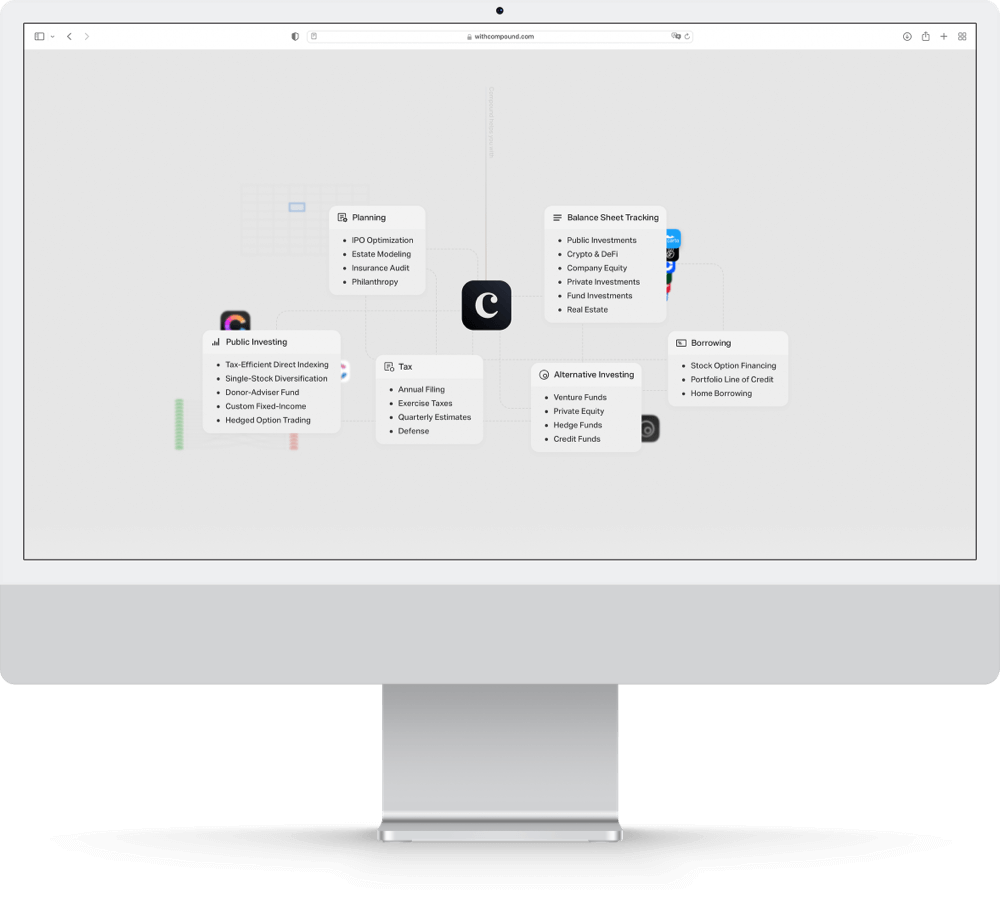 withcompound.com
Planning
IPO Optimization
Estate Modeling
Insurance Audit
Philanthropy
Balance Sheet Tracking
Public Investments
Crypto & DeFi
Company Equity
Private Investments
Fund Investments
Real Estate
C
Public Investing
Tax-Efficient Direct Indexing
Single-Stock Diversification
Donor-Adviser Fund
Custom Fixed-Income
Hedged Option Trading
Tax
Annual Filing
Exercise Taxes
Quarterly Estimates
Defense
Alternative Investing
Venture Funds
Private Equity
Hedge Funds
Credit Funds
Borrowing
Stock Option Financing
Portfolio Line of Credit
Home Borrowing